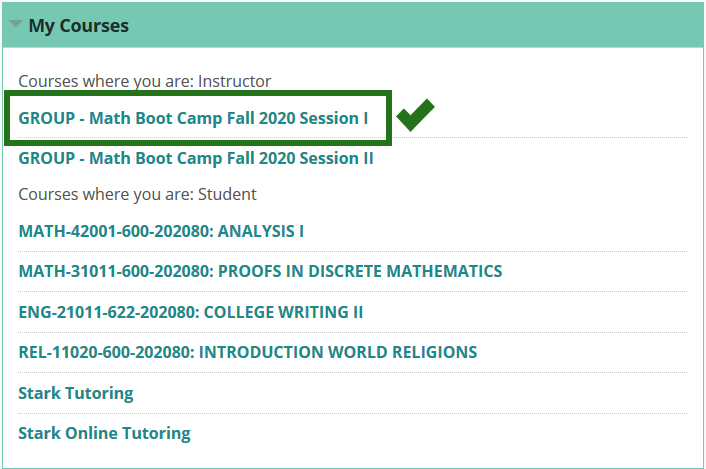 My Courses
Courses where you are: Instructor
GROUP - Math Boot Camp Fall 2020 Session I
GROUP - Math Boot Camp Fall 2020 Session II
Courses where you are: Student
MATH-42001-600-202080: ANALYSIS I
MATH-31011-600-202080: PROOFS IN DISCRETE MATHEMATICS
ENG-21011-622-202080: COLLEGE WRITING II
REL-11020-600-202080: INTRODUCTION WORLD RELIGIONS
Stark Tutoring
Stark Online Tutoring